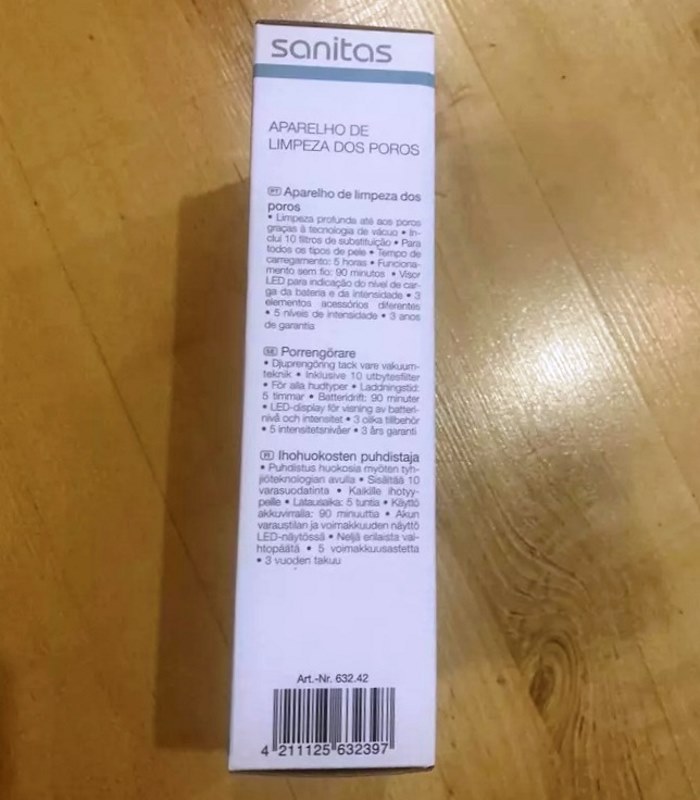 sanitas
APARELHO DE
LIMPEZA DOS POROS
PT Aparelho de limpeza dos
poros
• Limpeza profunda até aos poros
graças à tecnologia de vácuo • In-
clui 10 filtros de substituição • Para
todos os tipos de pele • Tempo de
carregamento: 5 horas • Funciona-
mento sem fio: 90 minutos • Visor
LED para indicação do nível de car-
ga da bateria e da intensidade • 3
elementos acessórios diferentes
• 5 níveis de intensidade • 3 anos
de garantia
SE Porrengörare
• Djuprengöring tack vare vakuum-
teknik • Inklusive 10 utbytesfilter
• För alla hudtyper • Laddningstid:
5 timmar • Batteridrift: 90 minuter
• LED-display för visning av batteri-
nivå och intensitet • 3 olika tillbehör
• 5 intensitetsnivåer • 3 års garanti
FI Ihohuokosten puhdistaja
• Puhdistus huokosia myöten tyh-
jiöteknologian avulla • Sisältää 10
varasuodatinta • Kaikille ihotyy-
peille • Latausaika: 5 tuntia • Käyttö
akkuvirralla: 90 minuuttia • Akun
varaustilan ja voimakkuuden näyttö
LED-näytössä • Neljä erilaista vai-
htopäätä • 5 voimakkuusastetta
• 3 vuoden takuu
Art.-Nr. 632.42
4 211125 632397